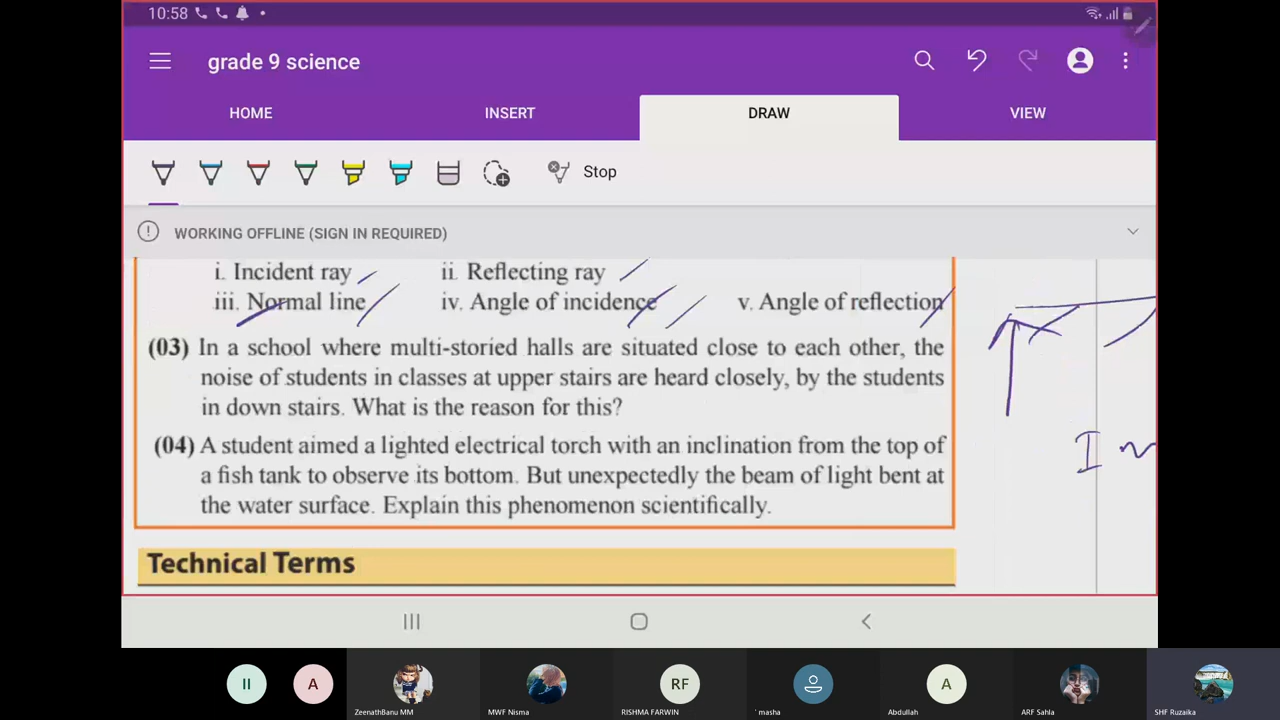 10:58
grade 9 science
HOME INSERT DRAW VIEW
Stop
WORKING OFFLINE (SIGN IN REQUIRED)
i. Incident ray ii. Reflecting ray
iii. Normal line iv. Angle of incidence v. Angle of reflection
(03) In a school where multi-storied halls are situated close to each other, the
noise of students in classes at upper stairs are heard closely, by the students
in down stairs. What is the reason for this?
(04) A student aimed a lighted electrical torch with an inclination from the top of
a fish tank to observe its bottom. But unexpectedly the beam of light bent at
the water surface. Explain this phenomenon scientifically.
I
Technical Terms
II A RF A
ZeenathBanu MM MWF Nisma RISHMA FARWIN ' masha Abdullah ARF Sahla SHF Ruzaika